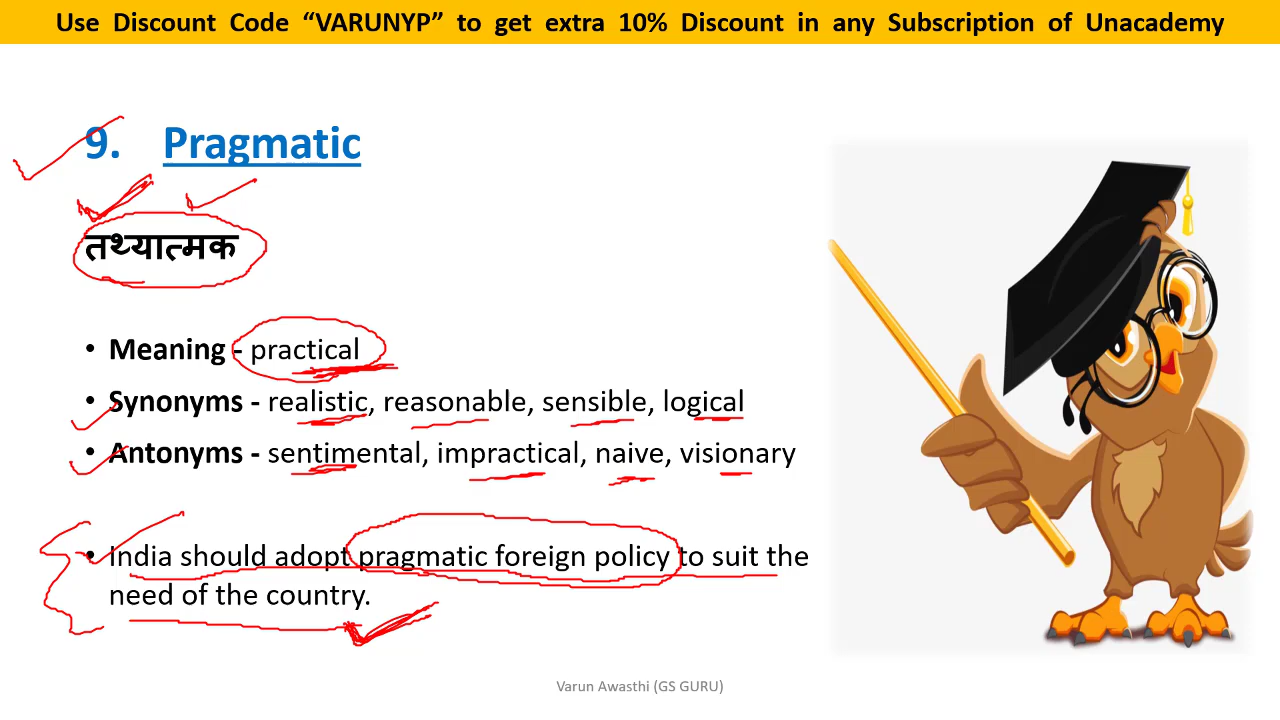 Use Discount Code “VARUNYP” to get extra 10% Discount in any Subscription of Unacademy
9. Pragmatic
तथ्यात्मक
• Meaning - practical
• Synonyms - realistic, reasonable, sensible, logical
• Antonyms - sentimental, impractical, naive, visionary
• India should adopt pragmatic foreign policy to suit the
need of the country.
Varun Awasthi (GS GURU)